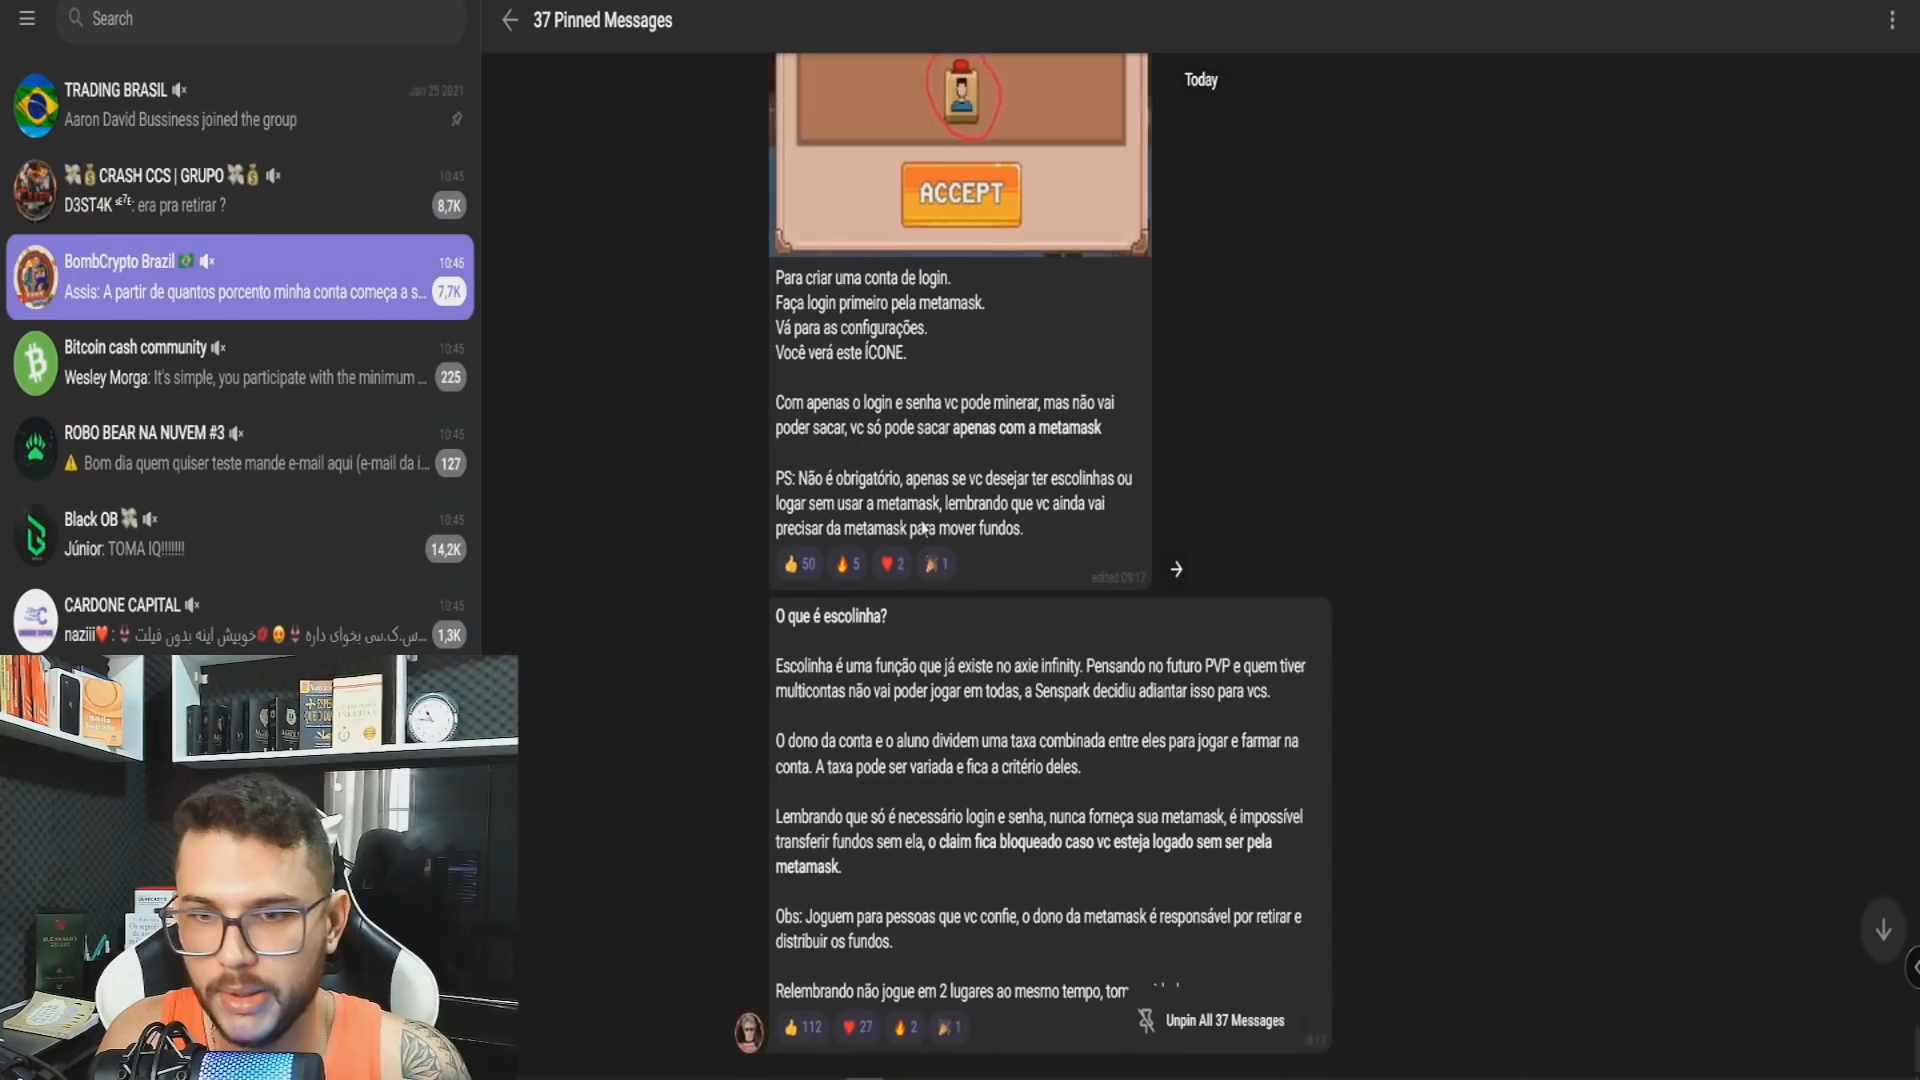 Search
TRADING BRASIL
Jan 25 2021
Aaron David Bussiness joined the group
CRASH CCS | GRUPO
10:45
D3ST4K ˢᴱ⁷ᴱ: era pra retirar ?
8,7K
BombCrypto Brazil
10:45
Assis: A partir de quantos porcento minha conta começa a s...
7,7K
Bitcoin cash community
10:45
Wesley Morga: It's simple, you participate with the minimum ...
225
ROBO BEAR NA NUVEM #3
10:45
⚠️ Bom dia quem quiser teste mande e-mail aqui (e-mail da i...
127
Black OB
10:45
Júnior: TOMA IQ!!!!!!!
14,2K
CARDONE CAPITAL
10:45
naziii❤️: س.ک.سی بخوای داره 👙 😍 💋خوبیش اینه بدون فیلت 👙...
1,3K
37 Pinned Messages
Today
ACCEPT
Para criar uma conta de login.
Faça login primeiro pela metamask.
Vá para as configurações.
Você verá este ÍCONE.
Com apenas o login e senha vc pode minerar, mas não vai
poder sacar, vc só pode sacar apenas com a metamask
PS: Não é obrigatório, apenas se vc desejar ter escolinhas ou
logar sem usar a metamask, lembrando que vc ainda vai
precisar da metamask para mover fundos.
👍 50 🔥 5 ❤️ 2 🎉 1
edited 09:17
O que é escolinha?
Escolinha é uma função que já existe no axie infinity. Pensando no futuro PVP e quem tiver
multicontas não vai poder jogar em todas, a Senspark decidiu adiantar isso para vcs.
O dono da conta e o aluno dividem uma taxa combinada entre eles para jogar e farmar na
conta. A taxa pode ser variada e fica a critério deles.
Lembrando que só é necessário login e senha, nunca forneça sua metamask, é impossível
transferir fundos sem ela, o claim fica bloqueado caso vc esteja logado sem ser pela
metamask.
Obs: Joguem para pessoas que vc confie, o dono da metamask é responsável por retirar e
distribuir os fundos.
Relembrando não jogue em 2 lugares ao mesmo tempo,
👍 112 ❤️ 27 🔥 2 🎉 1
Unpin All 37 Messages
Bíblia
Sagrada